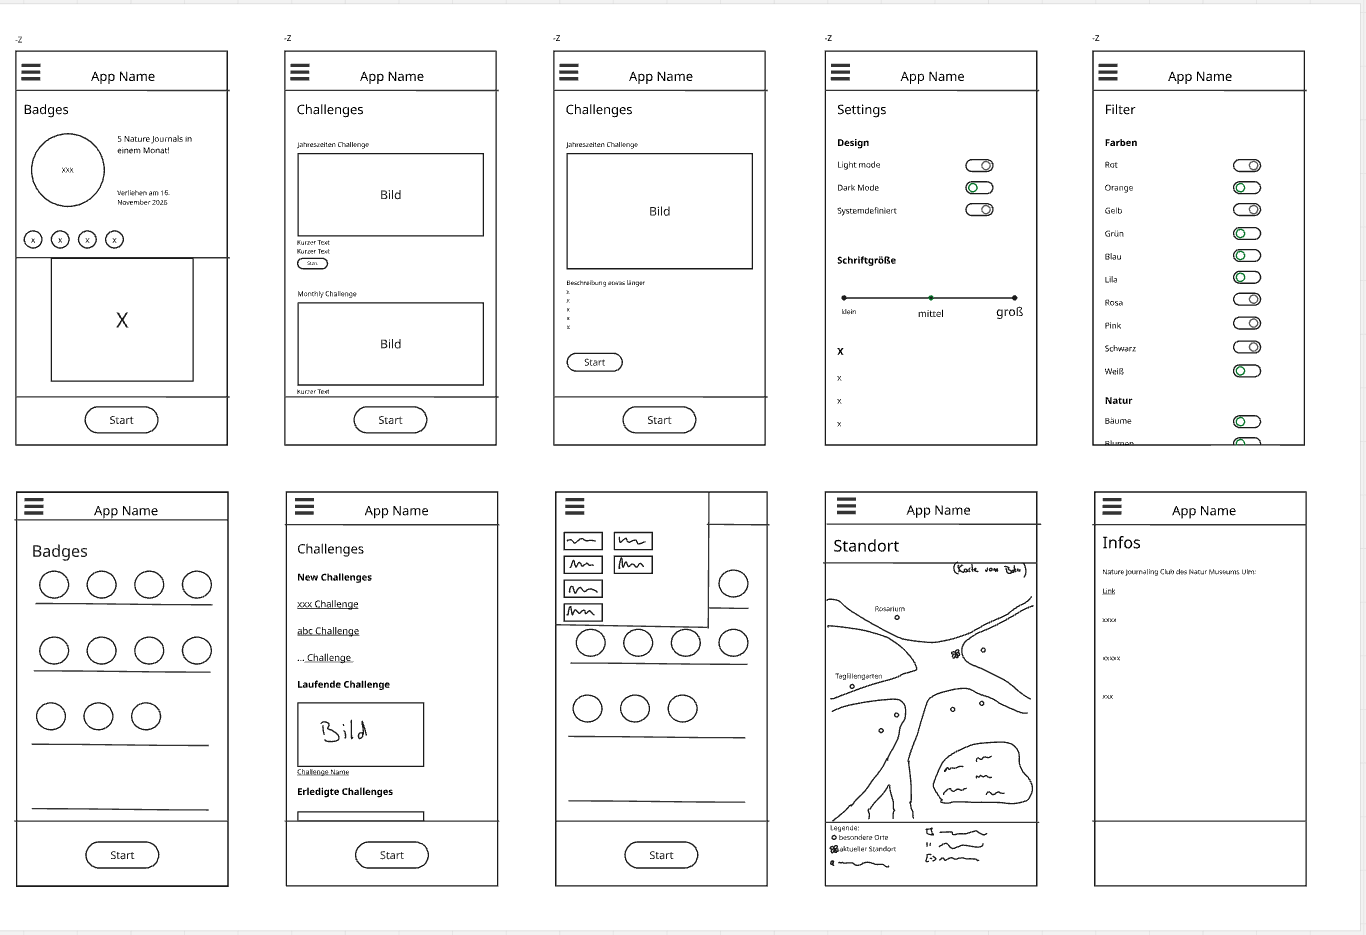 -Z
App Name
Badges
xxx
5 Nature Journals in
einem Monat!
Verliehen am 16.
November 2026
x x x x
X
Start
-Z
App Name
Challenges
Jahreszeiten Challenge
Bild
Kurzer Text
Kurzer Text
Start
Monthly Challenge
Bild
Kurzer Text
Start
-Z
App Name
Challenges
Jahreszeiten Challenge
Bild
Beschreibung etwas länger
x
x
x
x
x
Start
Start
-Z
App Name
Settings
Design
Light mode
Dark Mode
Systemdefiniert
Schriftgröße
klein mittel groß
X
x
x
x
-Z
App Name
Filter
Farben
Rot
Orange
Gelb
Grün
Blau
Lila
Rosa
Pink
Schwarz
Weiß
Natur
Bäume
Blumen
App Name
Badges
Start
App Name
Challenges
New Challenges
xxx Challenge
abc Challenge
... Challenge
Laufende Challenge
Bild
Challenge Name
Erledigte Challenges
Start
Start
App Name
Standort
(Karte vom
Rosarium
Taglilengarten
Legende:
besondere Orte
aktueller Standort
App Name
Infos
Nature Journaling Club des Natur Museums Ulm:
Link
xxxx
xxxxx
xxx